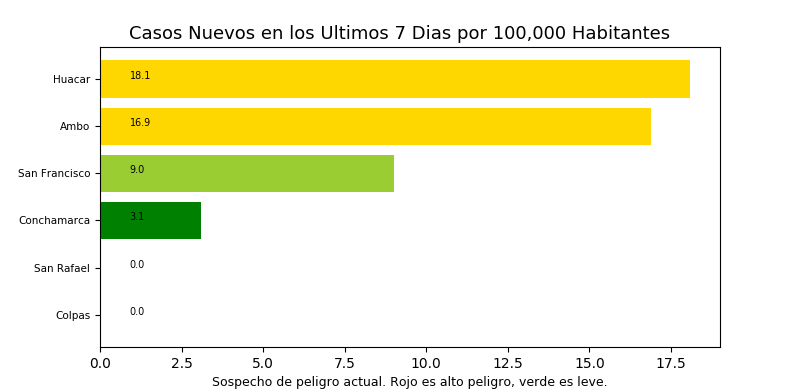 Casos Nuevos en los Ultimos 7 Dias por 100,000 Habitantes
Huacar 18.1
Ambo 16.9
San Francisco 9.0
Conchamarca 3.1
San Rafael 0.0
Colpas 0.0
0.0 2.5 5.0 7.5 10.0 12.5 15.0 17.5
Sospecho de peligro actual. Rojo es alto peligro, verde es leve.